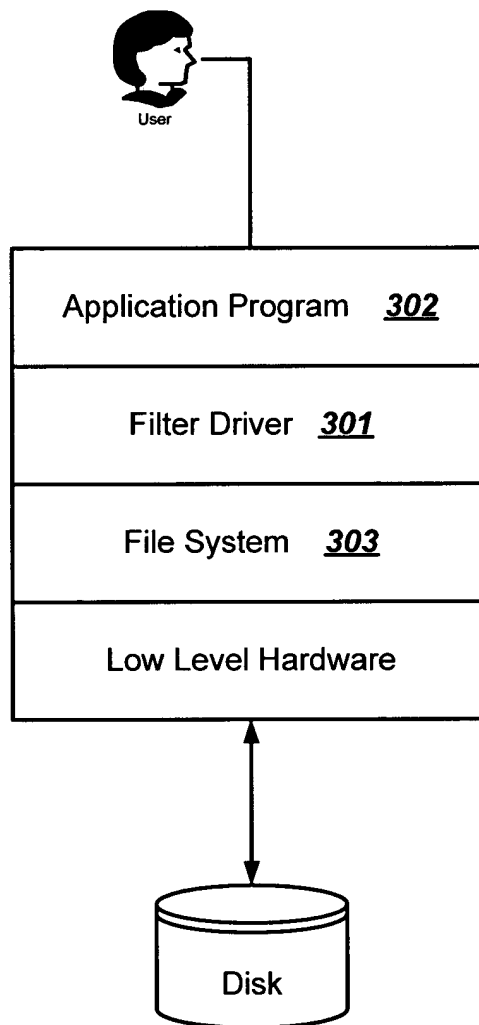 User
Application Program 302
Filter Driver 301
File System 303
Low Level Hardware
Disk